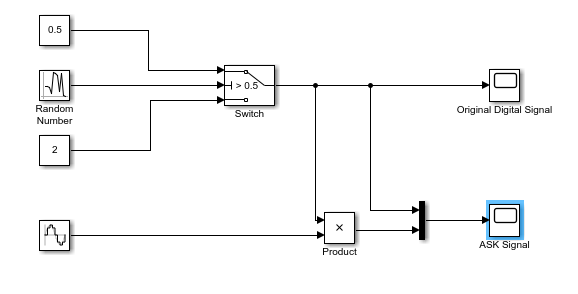 0.5
> 0.5
Random
Number
Switch
Original Digital Signal
2
×
Product
ASK Signal